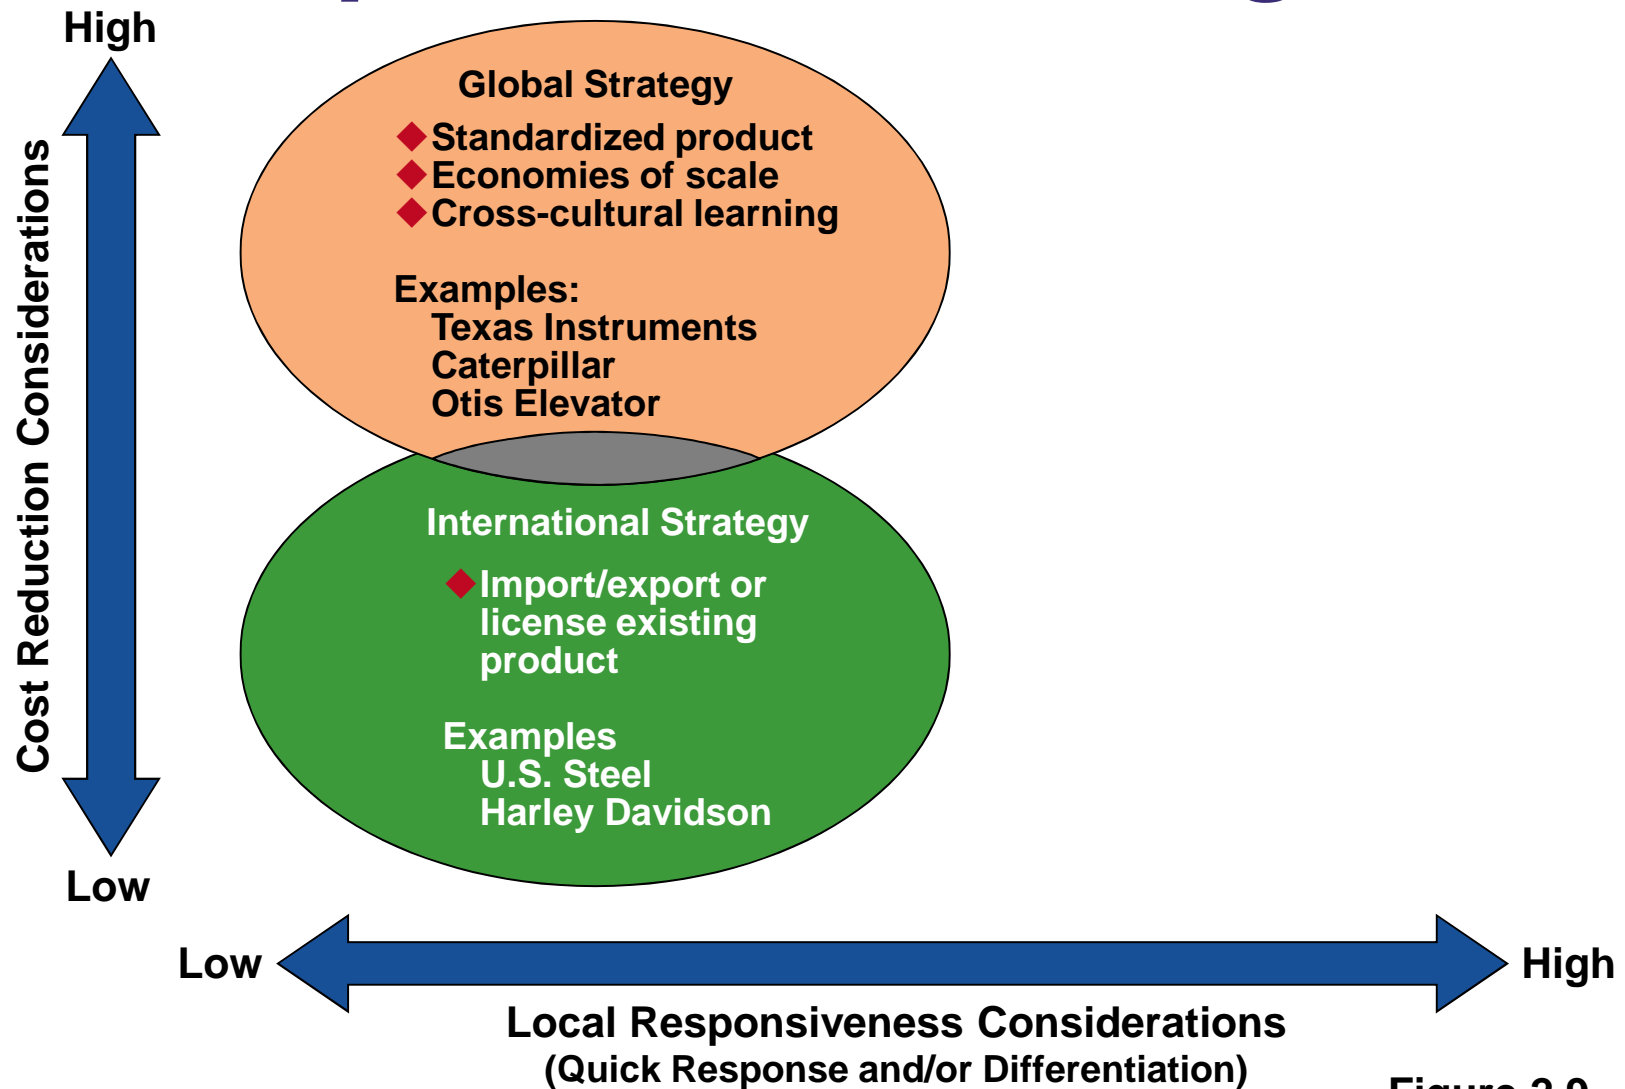 High
Cost Reduction Considerations
Low
Global Strategy
Standardized product
Economies of scale
Cross-cultural learning
Examples:
Texas Instruments
Caterpillar
Otis Elevator
International Strategy
Import/export or
license existing
product
Examples
U.S. Steel
Harley Davidson
Low
High
Local Responsiveness Considerations
(Quick Response and/or Differentiation)